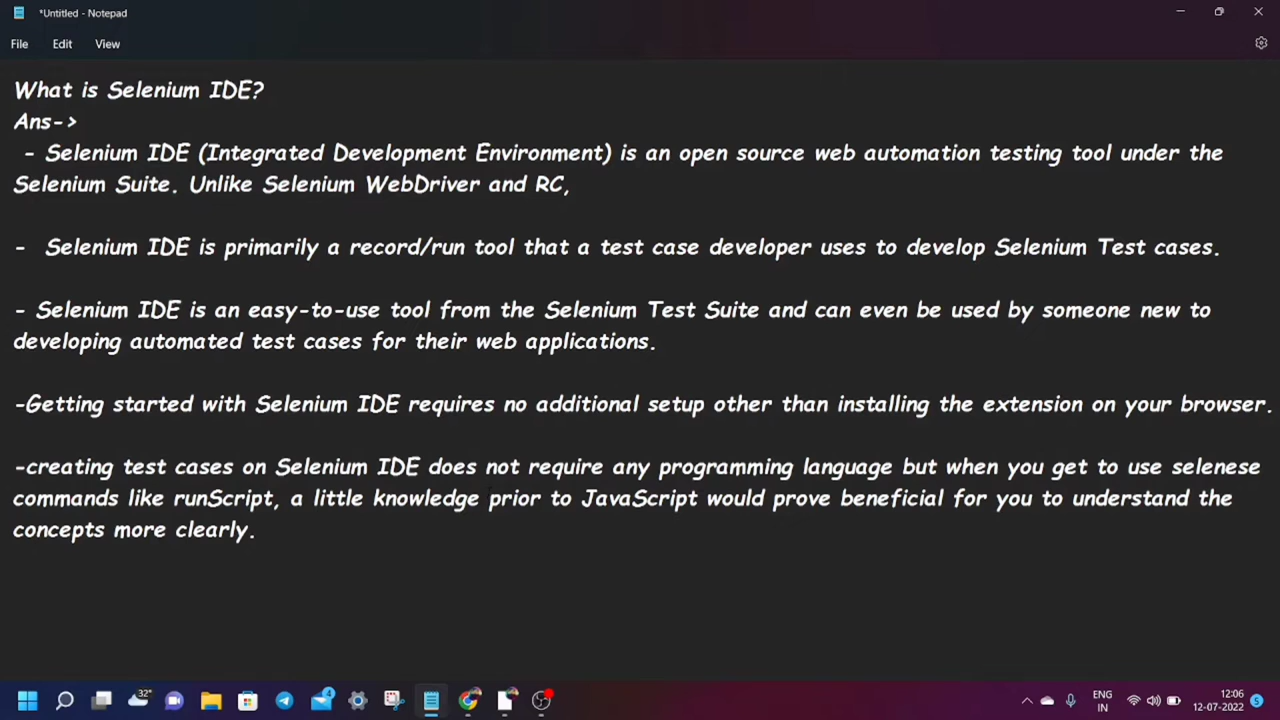 *Untitled - Notepad
File Edit View
What is Selenium IDE?
Ans->
- Selenium IDE (Integrated Development Environment) is an open source web automation testing tool under the
Selenium Suite. Unlike Selenium WebDriver and RC,
- Selenium IDE is primarily a record/run tool that a test case developer uses to develop Selenium Test cases.
- Selenium IDE is an easy-to-use tool from the Selenium Test Suite and can even be used by someone new to
developing automated test cases for their web applications.
-Getting started with Selenium IDE requires no additional setup other than installing the extension on your browser.
-creating test cases on Selenium IDE does not require any programming language but when you get to use selenese
commands like runScript, a little knowledge prior to JavaScript would prove beneficial for you to understand the
concepts more clearly.
32° 4 ENG 12:06
IN 12-07-2022 5